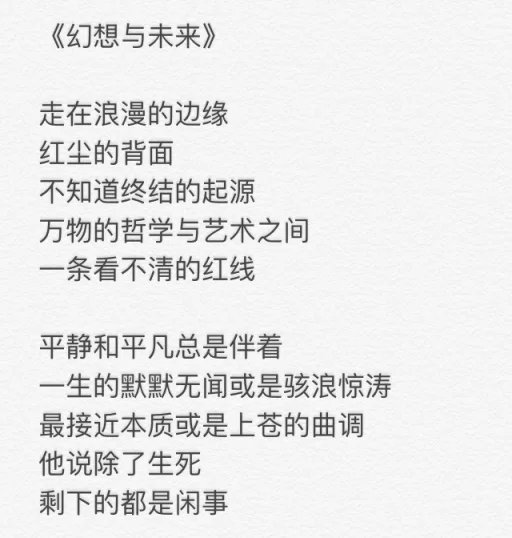 《幻想与未来》
走在浪漫的边缘
红尘的背面
不知道终结的起源
万物的哲学与艺术之间
一条看不清的红线
平静和平凡总是伴着
一生的默默无闻或是骇浪惊涛
最接近本质或是上苍的曲调
他说除了生死
剩下的都是闲事